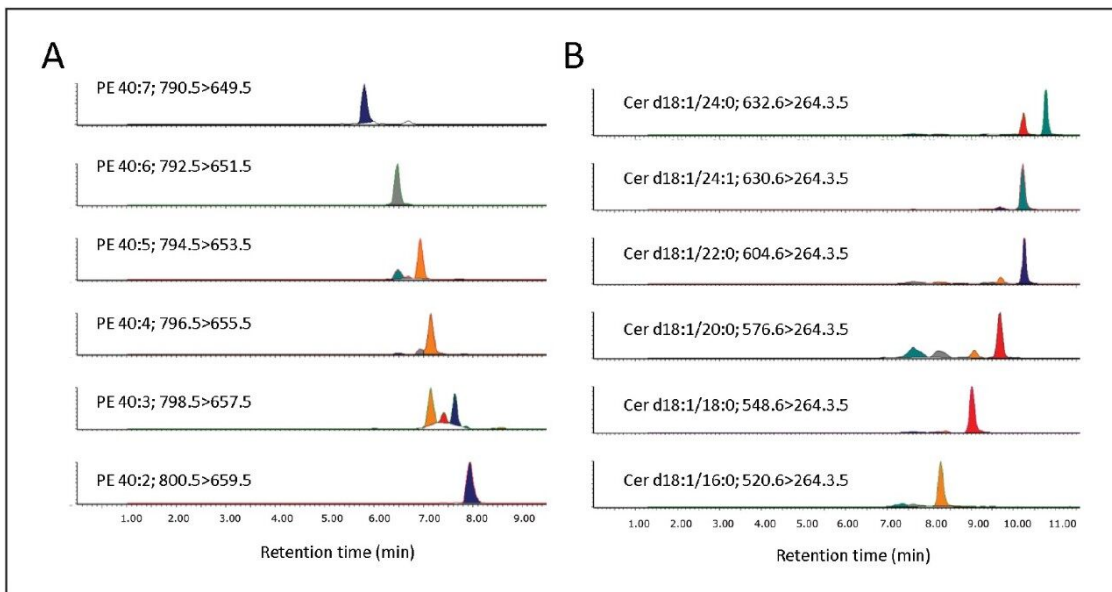 A
PE 40:7; 790.5>649.5
PE 40:6; 792.5>651.5
PE 40:5; 794.5>653.5
PE 40:4; 796.5>655.5
PE 40:3; 798.5>657.5
PE 40:2; 800.5>659.5
1.00 2.00 3.00 4.00 5.00 6.00 7.00 8.00 9.00
Retention time (min)
B
Cer d18:1/24:0; 632.6>264.3.5
Cer d18:1/24:1; 630.6>264.3.5
Cer d18:1/22:0; 604.6>264.3.5
Cer d18:1/20:0; 576.6>264.3.5
Cer d18:1/18:0; 548.6>264.3.5
Cer d18:1/16:0; 520.6>264.3.5
1.00 2.00 3.00 4.00 5.00 6.00 7.00 8.00 9.00 10.00 11.00
Retention time (min)